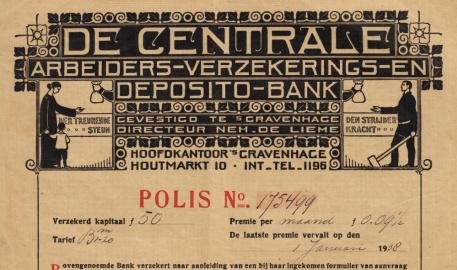 DE CENTRALE
ARBEIDERS-VERZEKERINGS-EN
DEPOSITO-BANK
DER TREURENDE STEUN
GEVESTIGD TE 'S GRAVENHAGE
DIRECTEUR NEH. DE LIEME
DEN STRIJDER KRACHT
HOOFDKANTOOR 'S GRAVENHAGE
HOUTMARKT 10 · INT-TEL. 1196
POLIS No. 175499
Verzekerd kapitaal ƒ 50
Premie per maand ƒ 0.09½
Tarief
De laatste premie vervalt op den
1 Januari 1938
Bovengenoemde Bank verzekert naar aanleiding van een bij haar ingekomen formulier van aanvraag